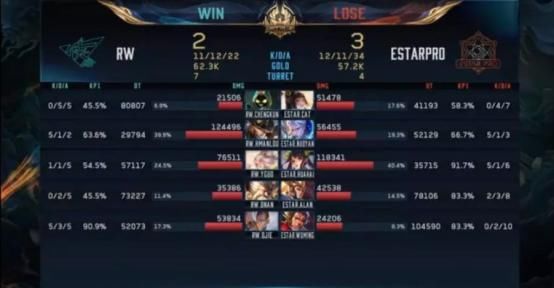 WIN LOSE
RW 2 3 ESTARPRO
11/12/22 K/D/A 12/11/34
62.3K GOLD 57.2K
7 TURRET 4
K/D/A KP% DT DMG DMG DT KP% K/D/A
0/5/5 45.5% 80807 6.9% 21506 51478 17.6% 41193 58.3% 0/4/7
RW.CHENGKUN ESTAR.CAT
5/1/2 63.6% 29794 39.9% 124496 56455 19.3% 52129 66.7% 5/1/3
RW.RMANLOU ESTAR.NUOYAN
1/1/5 54.5% 57117 24.5% 76511 118341 40.4% 35715 91.7% 5/1/6
RW.YGUO ESTAR.HUAHAI
0/2/5 45.5% 73227 11.4% 35386 42538 14.5% 78106 83.3% 2/3/8
RW.UNAN ESTAR.ALAN
5/3/5 90.9% 52073 17.3% 53834 24206 8.3% 104590 83.3% 0/2/10
RW.DJIE ESTAR.WUMING